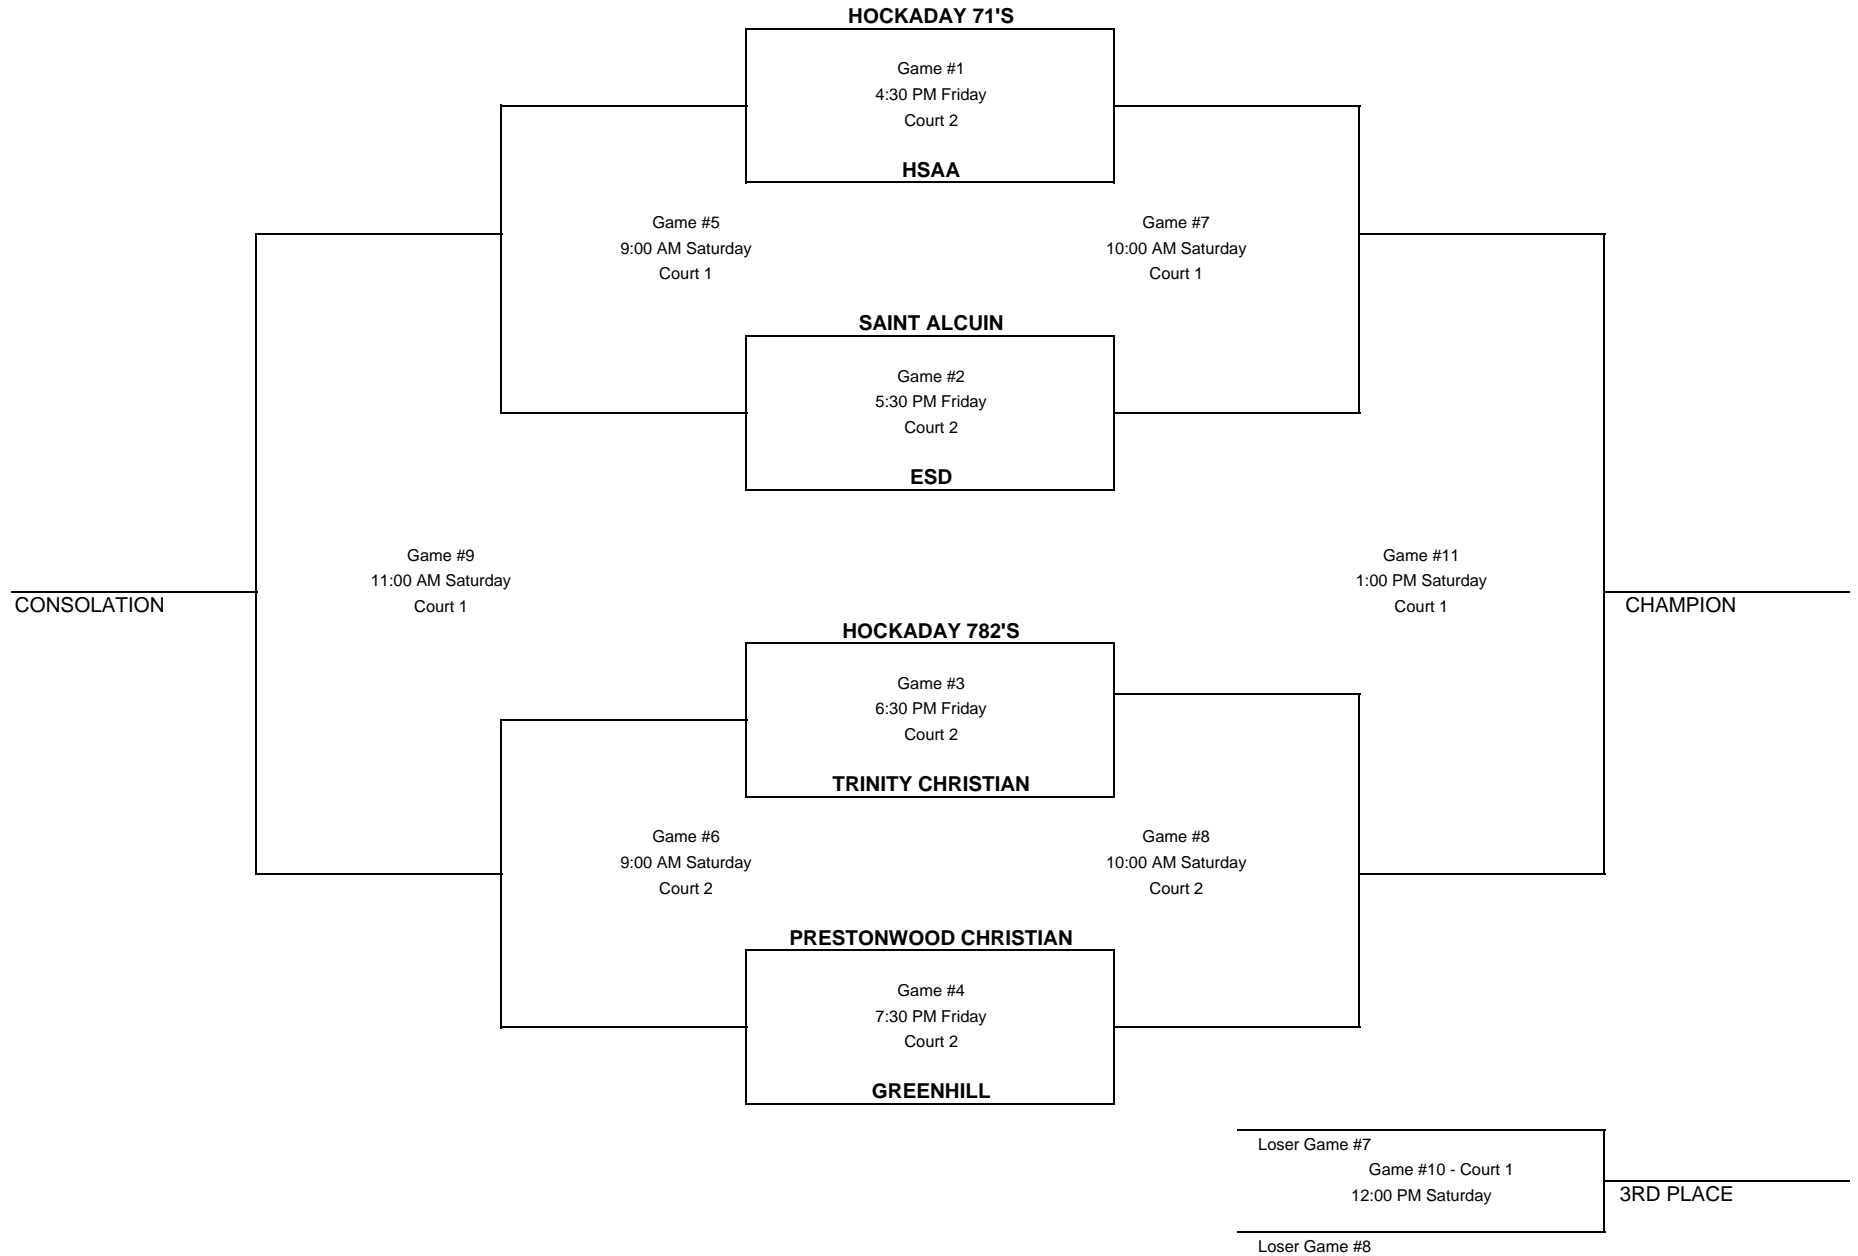 HOCKADAY 71'S
Game #1
4:30 PM Friday
Court 2
HSAA
Game #5
9:00 AM Saturday
Court 1
Game #7
10:00 AM Saturday
Court 1
SAINT ALCUIN
Game #2
5:30 PM Friday
Court 2
ESD
Game #9
11:00 AM Saturday
Court 1
CONSOLATION
Game #11
1:00 PM Saturday
Court 1
CHAMPION
HOCKADAY 782'S
Game #3
6:30 PM Friday
Court 2
TRINITY CHRISTIAN
Game #6
9:00 AM Saturday
Court 2
Game #8
10:00 AM Saturday
Court 2
PRESTONWOOD CHRISTIAN
Game #4
7:30 PM Friday
Court 2
GREENHILL
Loser Game #7
Game #10 - Court 1
12:00 PM Saturday
3RD PLACE
Loser Game #8